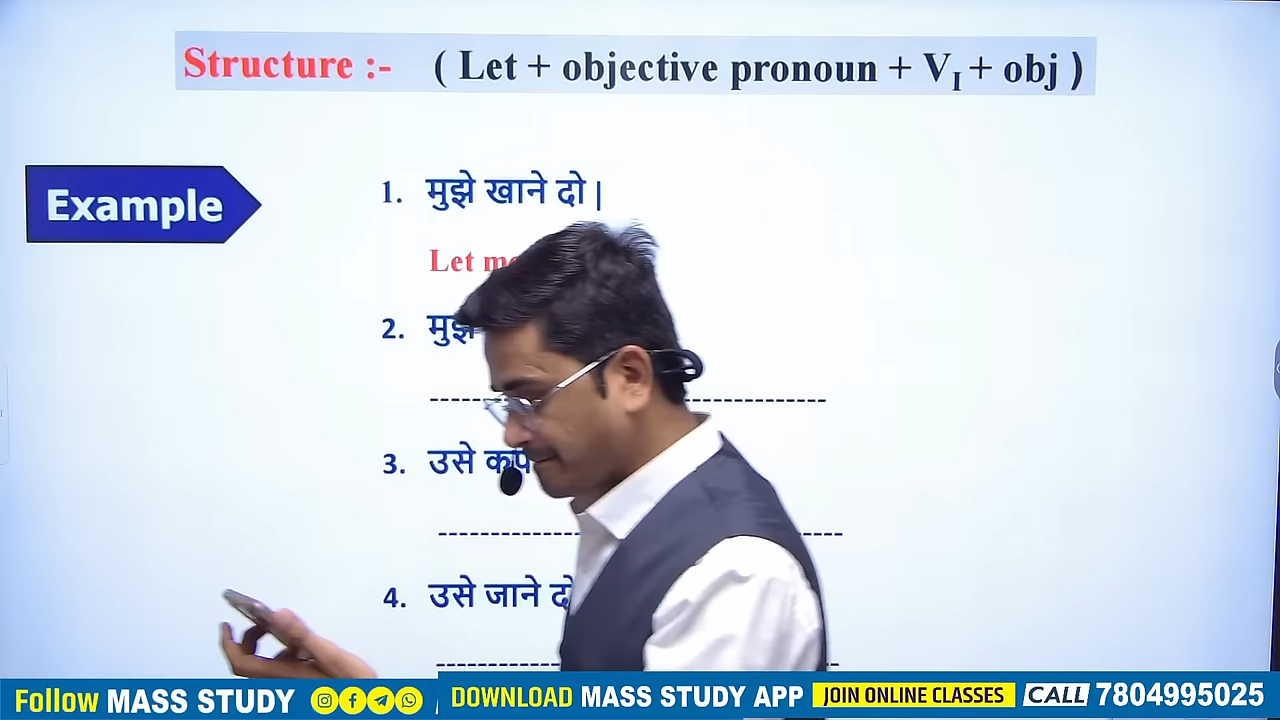 Structure :- ( Let + objective pronoun + VI + obj )
Example
1. मुझे खाने दो |
Let
2.
3. उसे
4. उसे जाने
Follow MASS STUDY
DOWNLOAD MASS STUDY APP JOIN ONLINE CLASSES CALL 7804995025